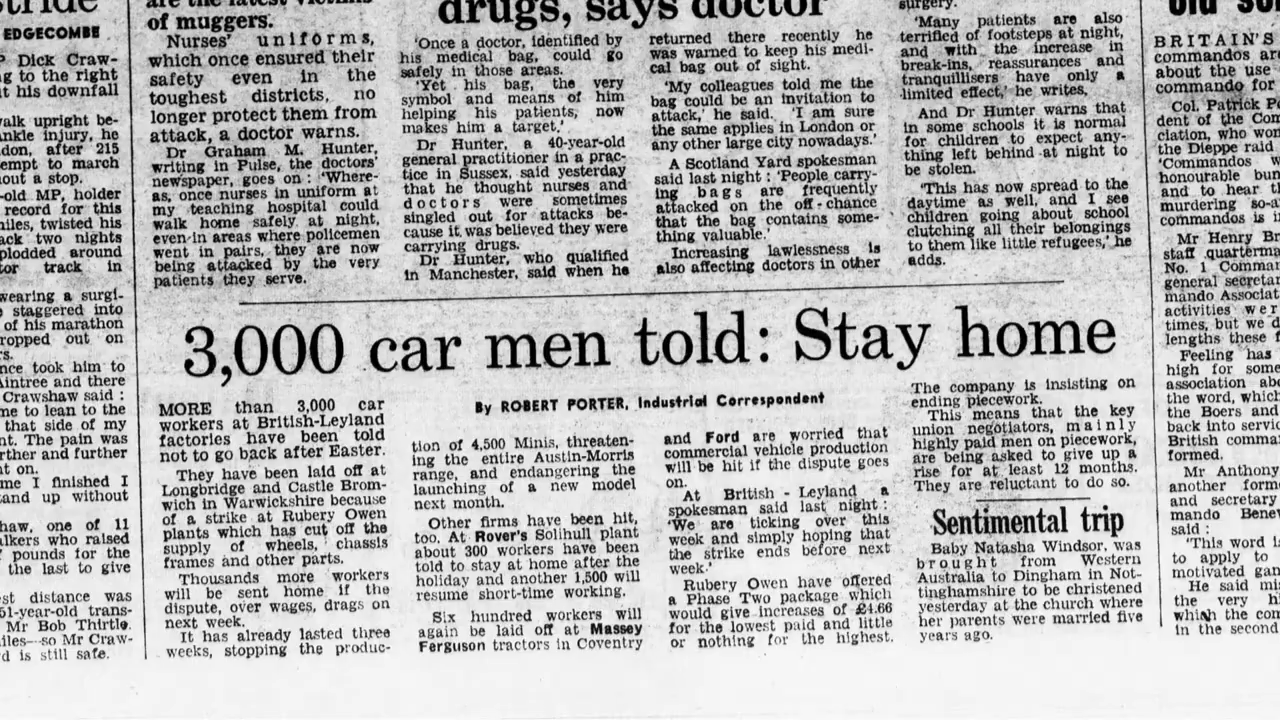 stride
EDGECOMBE
P Dick Craw-
g to the right
t his downfall
walk upright be-
ankle injury, he
don, after 215
empt to march
out a stop.
-old MP, holder
record for this
miles, twisted his
ack two nights
plodded around
tor track in
wearing a surgi-
e staggered into
of his marathon
ropped out on
rs.
nce took him to
Aintree and there
Crawshaw said :
me to lean to the
that side of my
nt. The pain was
rther and further
nt on.
me I finished I
tand up without
haw, one of 11
alkers who raised
pounds for the
the last to give
est distance was
51-year-old trans-
Mr Bob Thirtle.
iles—so Mr Craw-
d is still safe.
are the latest victims
of muggers.
Nurses' uniforms,
which once ensured their
safety even in the
toughest districts, no
longer protect them from
attack, a doctor warns.
Dr Graham M. Hunter,
writing in Pulse, the doctors'
newspaper, goes on : 'Where-
as, once nurses in uniform at
my teaching hospital could
walk home safely at night,
even in areas where policemen
went in pairs, they are now
being attacked by the very
patients they serve.
drugs, says doctor
'Once a doctor, identified by
his medical bag, could go
safely in those areas.
'Yet his bag, the very
symbol and means of him
helping his patients, now
makes him a target.'
Dr Hunter, a 40-year-old
general practitioner in a prac-
tice in Sussex, said yesterday
that he thought nurses and
doctors were sometimes
singled out for attacks be-
cause it was believed they were
carrying drugs.
Dr Hunter, who qualified
in Manchester, said when he
returned there recently he
was warned to keep his medi-
cal bag out of sight.
'My colleagues told me the
bag could be an invitation to
attack,' he said. 'I am sure
the same applies in London or
any other large city nowadays.'
A Scotland Yard spokesman
said last night : 'People carry-
ing bags are frequently
attacked on the off-chance
that the bag contains some-
thing valuable.'
Increasing lawlessness is
also affecting doctors in other
surgery.
'Many patients are also
terrified of footsteps at night,
and with the increase in
break-ins, reassurances and
tranquillisers have only a
limited effect,' he writes.
And Dr Hunter warns that
in some schools it is normal
for children to expect any-
thing left behind at night to
be stolen.
'This has now spread to the
daytime as well, and I see
children going about school
clutching all their belongings
to them like little refugees,' he
adds.
3,000 car men told: Stay home
By ROBERT PORTER, Industrial Correspondent
MORE than 3,000 car
workers at British-Leyland
factories have been told
not to go back after Easter.
They have been laid off at
Longbridge and Castle Brom-
wich in Warwickshire because
of a strike at Rubery Owen
plants which has cut off the
supply of wheels, chassis
frames and other parts.
Thousands more workers
will be sent home if the
dispute, over wages, drags on
next week.
It has already lasted three
weeks, stopping the produc-
tion of 4,500 Minis, threaten-
ing the entire Austin-Morris
range, and endangering the
launching of a new model
next month.
Other firms have been hit,
too. At Rover's Solihull plant
about 300 workers have been
told to stay at home after the
holiday and another 1,500 will
resume short-time working.
Six hundred workers will
again be laid off at Massey
Ferguson tractors in Coventry
and Ford are worried that
commercial vehicle production
will be hit if the dispute goes
on.
At British - Leyland a
spokesman said last night :
'We are ticking over this
week and simply hoping that
the strike ends before next
week.'
Rubery Owen have offered
a Phase Two package which
would give increases of £4.66
for the lowest paid and little
or nothing for the highest.
The company is insisting on
ending piecework.
This means that the key
union negotiators, mainly
highly paid men on piecework,
are being asked to give up a
rise for at least 12 months.
They are reluctant to do so.
Sentimental trip
Baby Natasha Windsor, was
brought from Western
Australia to Dingham in Not-
tinghamshire to be christened
yesterday at the church where
her parents were married five
years ago.
BRITAIN'S
commandos are
about the use
commando for
Col. Patrick Po
dent of the Com
ciation, who won
the Dieppe raid
'Commandos w
honourable bun
and to hear t
murdering so-a
commandos is i
Mr Henry Br
staff quarterma
No. 1 Comman
general secretar
mando Associat
activities wer
times, but we d
lengths these
Feeling has
high for some
association abo
the word, which
the Boers and
back into servic
British comma
formed.
Mr Anthony
another forme
and secretary
mando Benev
said :
'This word is
to apply to
motivated gan
He said mi
the very h
which the con
in the second